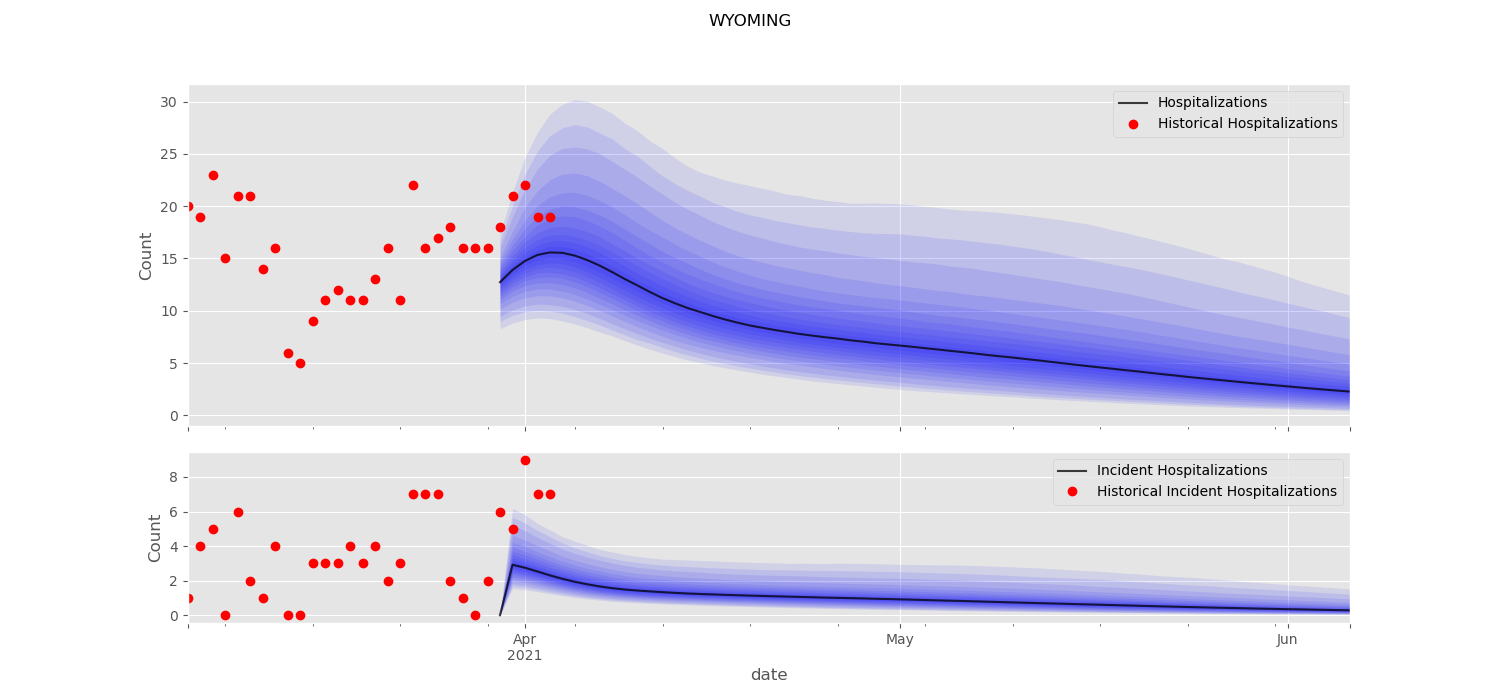 WYOMING
Hospitalizations
Historical Hospitalizations
Count
30
25
20
15
10
5
0
Incident Hospitalizations
Historical Incident Hospitalizations
Count
8
6
4
2
0
Apr
2021
May
Jun
date